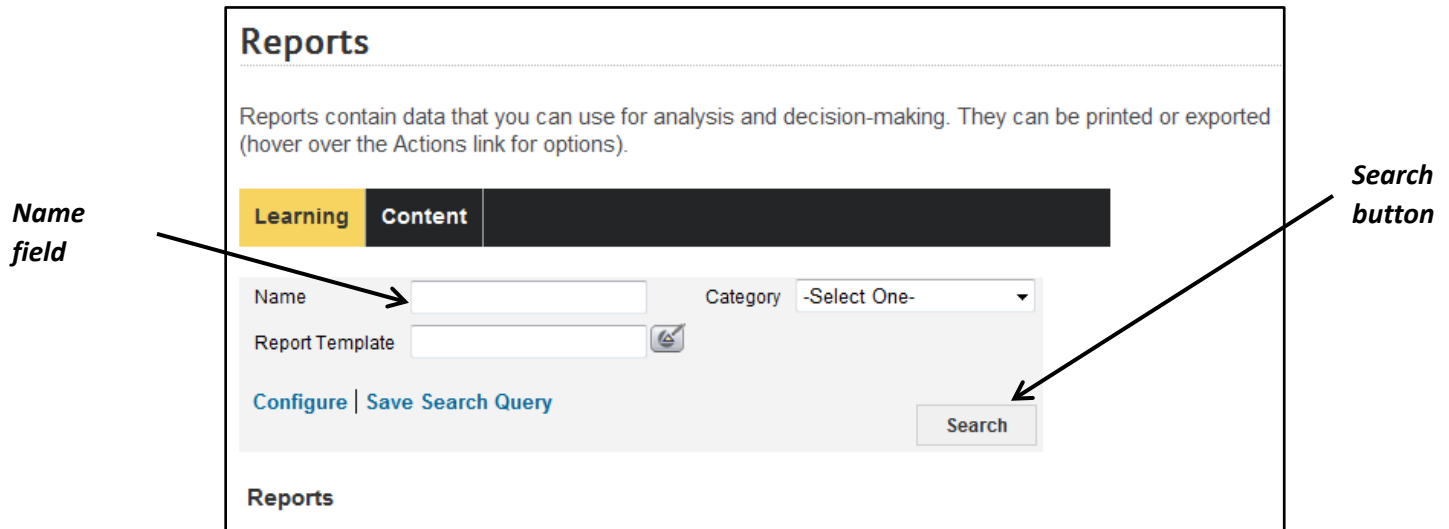 Reports
Reports contain data that you can use for analysis and decision-making. They can be printed or exported
(hover over the Actions link for options).
Search
button
Name
field
Learning Content
Name Category -Select One-
Report Template
Configure | Save Search Query
Search
Reports